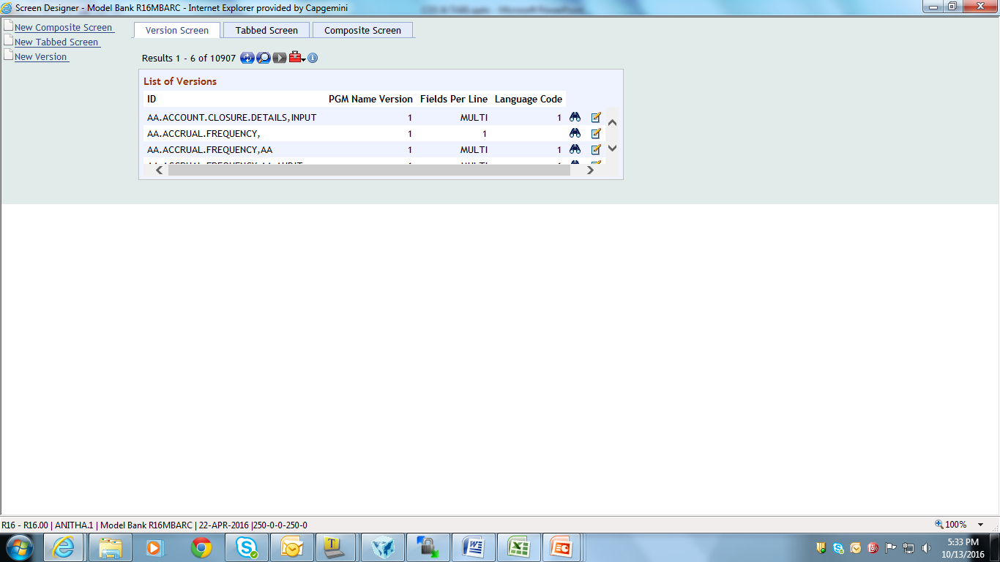 Screen Designer - Model Bank R16MBARC - Internet Explorer provided by Capgemini
New Composite Screen
New Tabbed Screen
New Version
Version Screen Tabbed Screen Composite Screen
Results 1 - 6 of 10907
List of Versions
ID PGM Name Version Fields Per Line Language Code
AA.ACCOUNT.CLOSURE.DETAILS,INPUT 1 MULTI 1
AA.ACCRUAL.FREQUENCY, 1 1
AA.ACCRUAL.FREQUENCY,AA 1 MULTI 1
R16 - R16.00 | ANITHA.1 | Model Bank R16MBARC | 22-APR-2016 |250-0-0-250-0
100%
5:33 PM
10/13/2016